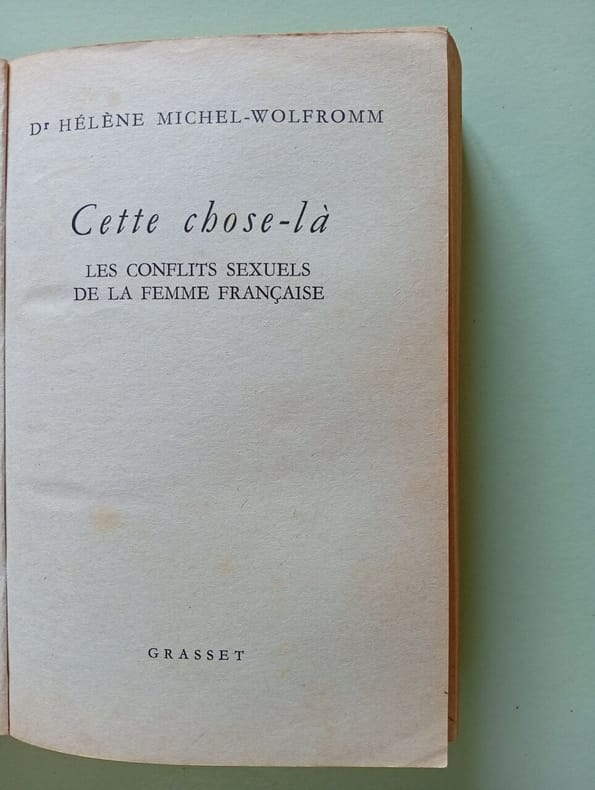 Dr HÉLÈNE MICHEL-WOLFROMM
Cette chose-là
LES CONFLITS SEXUELS
DE LA FEMME FRANÇAISE
GRASSET